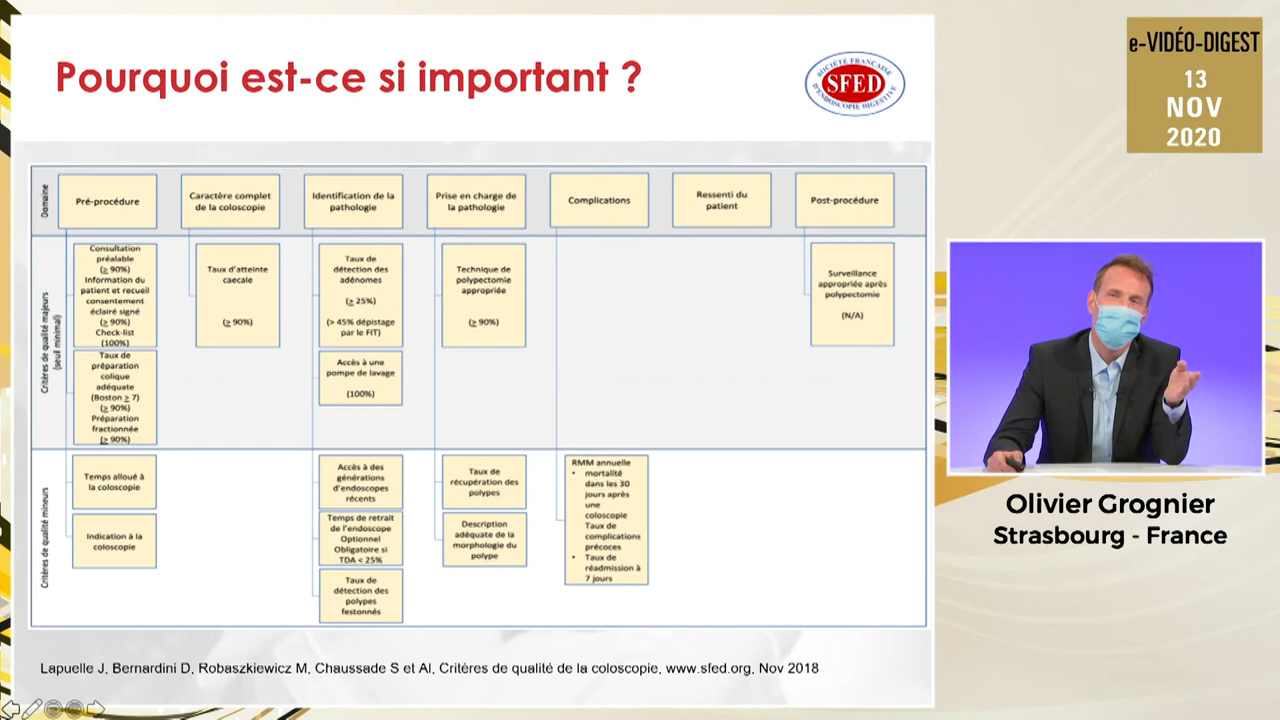 Pourquoi est-ce si important ?
SOCIÉTÉ FRANÇAISE
SFED
D'ENDOSCOPIE DIGESTIVE
e-VIDÉO-DIGEST
13
NOV
2020
Domaine
Pré-procédure
Caractère complet
de la coloscopie
Identification de la
pathologie
Prise en charge de
la pathologie
Complications
Ressenti du
patient
Post-procédure
Critères de qualité majeurs
(seuil minimal)
Consultation
préalable
(≥ 90%)
Information du
patient et recueil
consentement
éclairé signé
(≥ 90%)
Check-list
(100%)
Taux de
préparation
colique
adéquate
(Boston ≥ 7)
(≥ 90%)
Préparation
fractionnée
(≥ 90%)
Taux d'atteinte
caecale
(≥ 90%)
Taux de
détection des
adénomes
(≥ 25%)
(> 45% dépistage
par le FIT)
Accès à une
pompe de lavage
(100%)
Technique de
polypectomie
appropriée
(≥ 90%)
Surveillance
appropriée après
polypectomie
(N/A)
Critères de qualité mineurs
Temps alloué à
la coloscopie
Indication à la
coloscopie
Accès à des
générations
d'endoscopes
récents
Temps de retrait
de l'endoscope
Optionnel
Obligatoire si
TDA < 25%
Taux de
détection des
polypes
festonnés
Taux de
récupération des
polypes
Description
adéquate de la
morphologie du
polype
RMM annuelle
• mortalité
dans les 30
jours après
une
coloscopie
Taux de
complications
précoces
• Taux de
réadmission à
7 jours
Lapuelle J, Bernardini D, Robaszkiewicz M, Chaussade S et Al, Critères de qualité de la coloscopie, www.sfed.org, Nov 2018
Olivier Grognier
Strasbourg - France